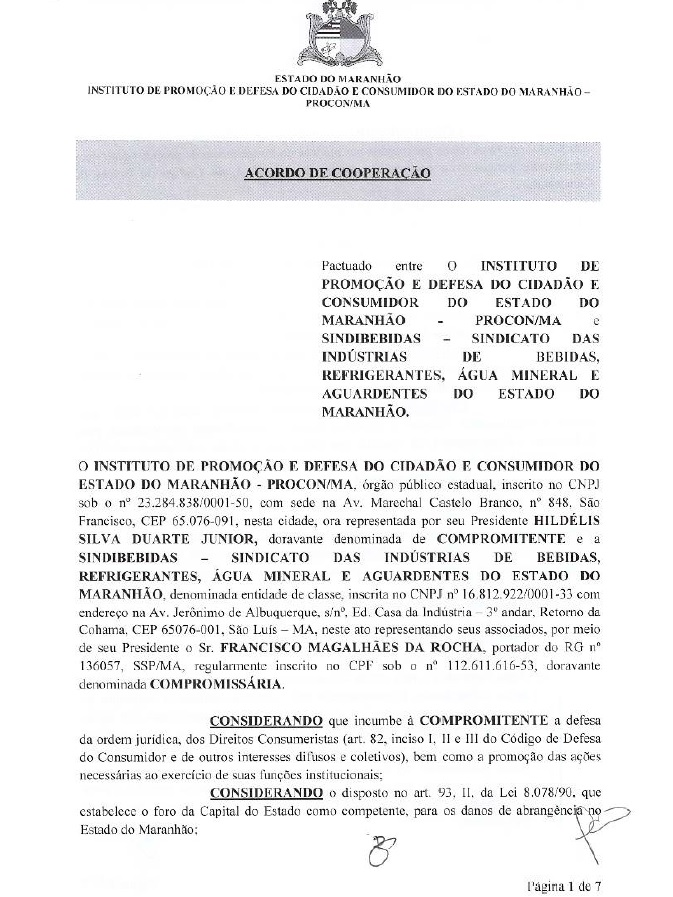 ESTADO DO MARANHÃO
INSTITUTO DE PROMOÇÃO E DEFESA DO CIDADÃO E CONSUMIDOR DO ESTADO DO MARANHÃO –
PROCON/MA
ACORDO DE COOPERAÇÃO
Pactuado entre O INSTITUTO DE
PROMOÇÃO E DEFESA DO CIDADÃO E
CONSUMIDOR DO ESTADO DO
MARANHÃO - PROCON/MA e
SINDIBEBIDAS – SINDICATO DAS
INDÚSTRIAS DE BEBIDAS,
REFRIGERANTES, ÁGUA MINERAL E
AGUARDENTES DO ESTADO DO
MARANHÃO.
O INSTITUTO DE PROMOÇÃO E DEFESA DO CIDADÃO E CONSUMIDOR DO
ESTADO DO MARANHÃO - PROCON/MA, órgão público estadual, inscrito no CNPJ
sob o nº 23.284.838/0001-50, com sede na Av. Marechal Castelo Branco, nº 848, São
Francisco, CEP 65.076-091, nesta cidade, ora representada por seu Presidente HILDÉLIS
SILVA DUARTE JUNIOR, doravante denominada de COMPROMITENTE e a
SINDIBEBIDAS – SINDICATO DAS INDÚSTRIAS DE BEBIDAS,
REFRIGERANTES, ÁGUA MINERAL E AGUARDENTES DO ESTADO DO
MARANHÃO, denominada entidade de classe, inscrita no CNPJ nº 16.812.922/0001-33 com
endereço na Av. Jerônimo de Albuquerque, s/nº, Ed. Casa da Indústria – 3º andar, Retorno da
Cohama, CEP 65076-001, São Luís – MA, neste ato representando seus associados, por meio
de seu Presidente o Sr. FRANCISCO MAGALHÃES DA ROCHA, portador do RG nº
136057, SSP/MA, regularmente inscrito no CPF sob o nº 112.611.616-53, doravante
denominada COMPROMISSÁRIA.
CONSIDERANDO que incumbe à COMPROMITENTE a defesa
da ordem jurídica, dos Direitos Consumeristas (art. 82, inciso I, II e III do Código de Defesa
do Consumidor e de outros interesses difusos e coletivos), bem como a promoção das ações
necessárias ao exercício de suas funções institucionais;
CONSIDERANDO o disposto no art. 93, II, da Lei 8.078/90, que
estabelece o foro da Capital do Estado como competente, para os danos de abrangência no
Estado do Maranhão;
Página 1 de 7